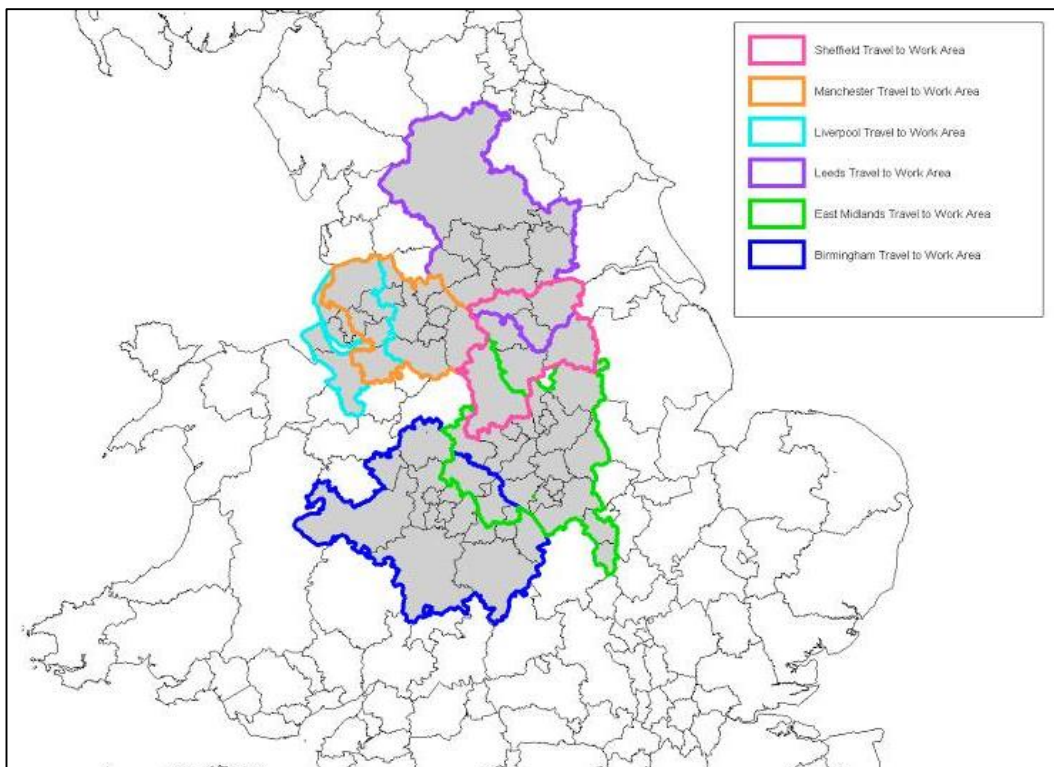 Sheffield Travel to Work Area
Manchester Travel to Work Area
Liverpool Travel to Work Area
Leeds Travel to Work Area
East Midlands Travel to Work Area
Birmingham Travel to Work Area